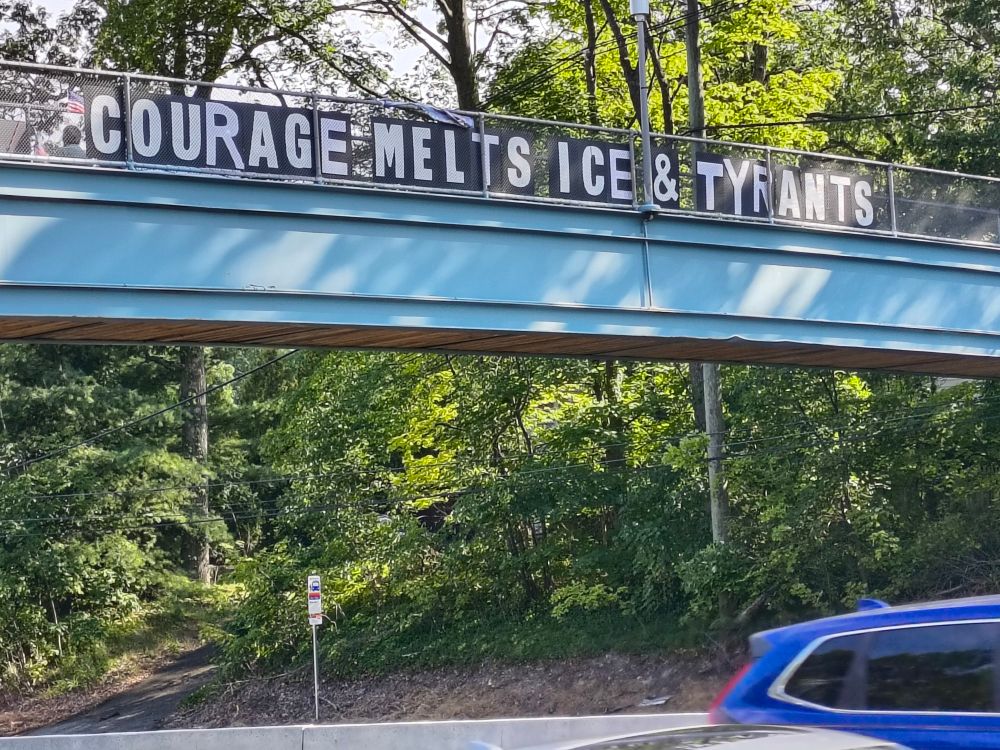 COURAGE MELTS ICE & TYRANTS